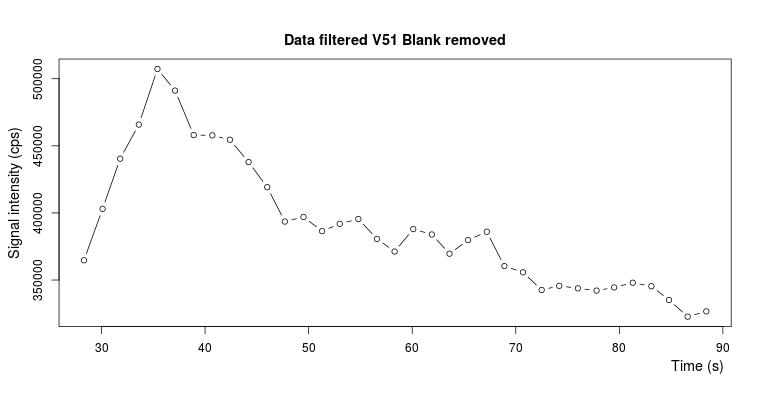 Data filtered V51 Blank removed
Signal intensity (cps)
500000
450000
400000
350000
30 40 50 60 70 80 90
Time (s)